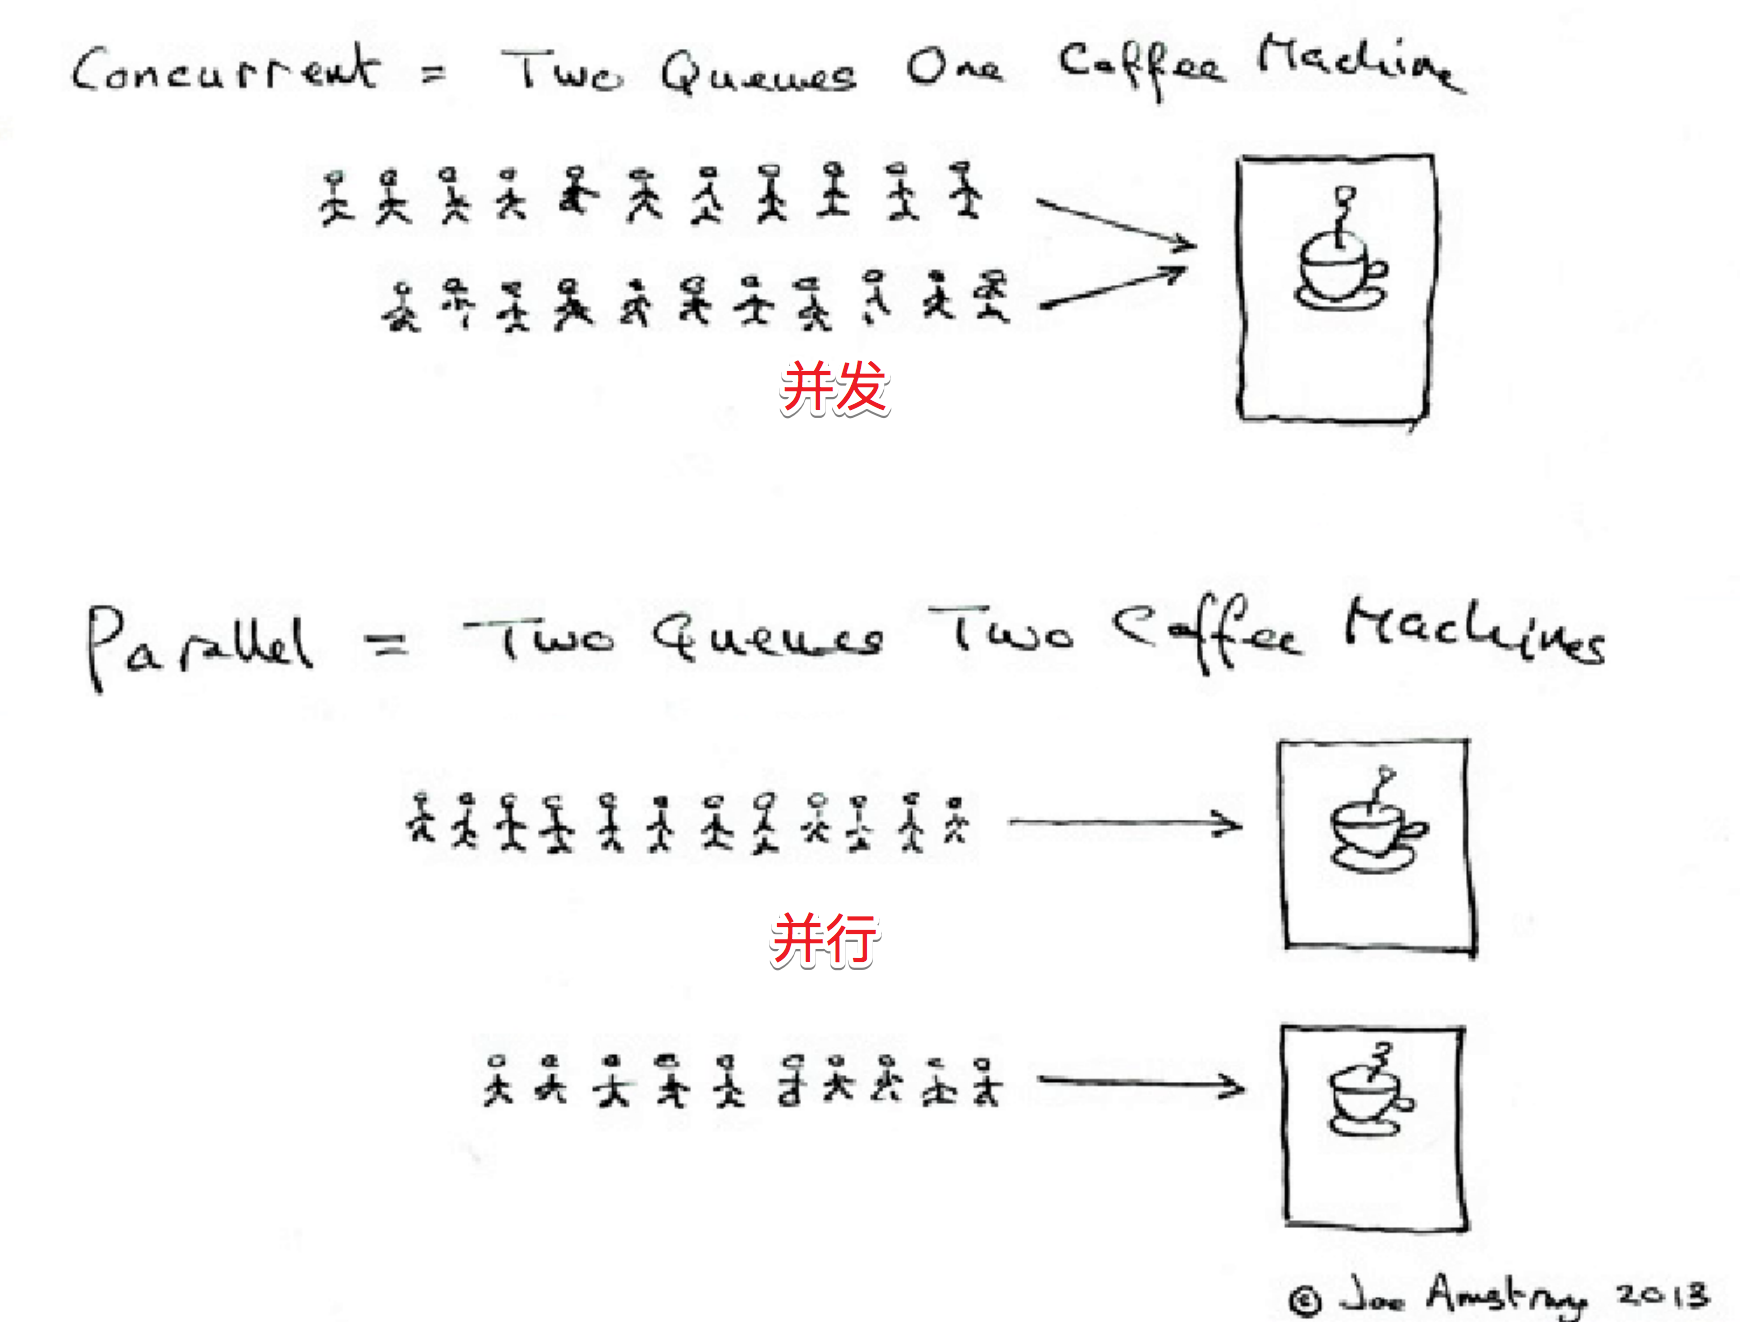 Concurrent = Two Queues One Coffee Machine
并发
Parallel = Two Queues Two Coffee Machines
并行
© Joe Armstrong 2013